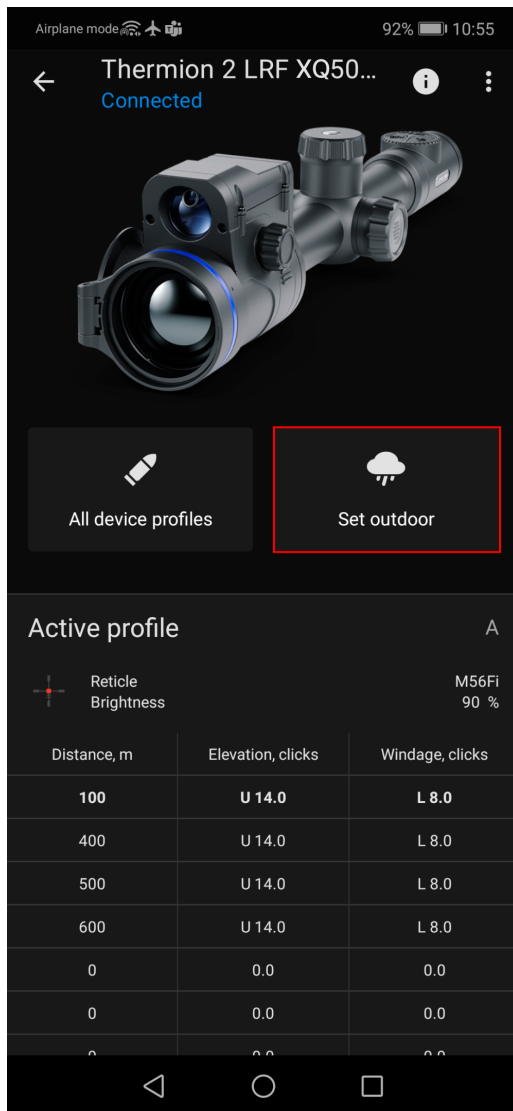 Airplane mode 92% 10:55
Thermion 2 LRF XQ50...
Connected
All device profiles
Set outdoor
Active profile A
Reticle M56Fi
Brightness 90 %
Distance, m Elevation, clicks Windage, clicks
100 U 14.0 L 8.0
400 U 14.0 L 8.0
500 U 14.0 L 8.0
600 U 14.0 L 8.0
0 0.0 0.0
0 0.0 0.0